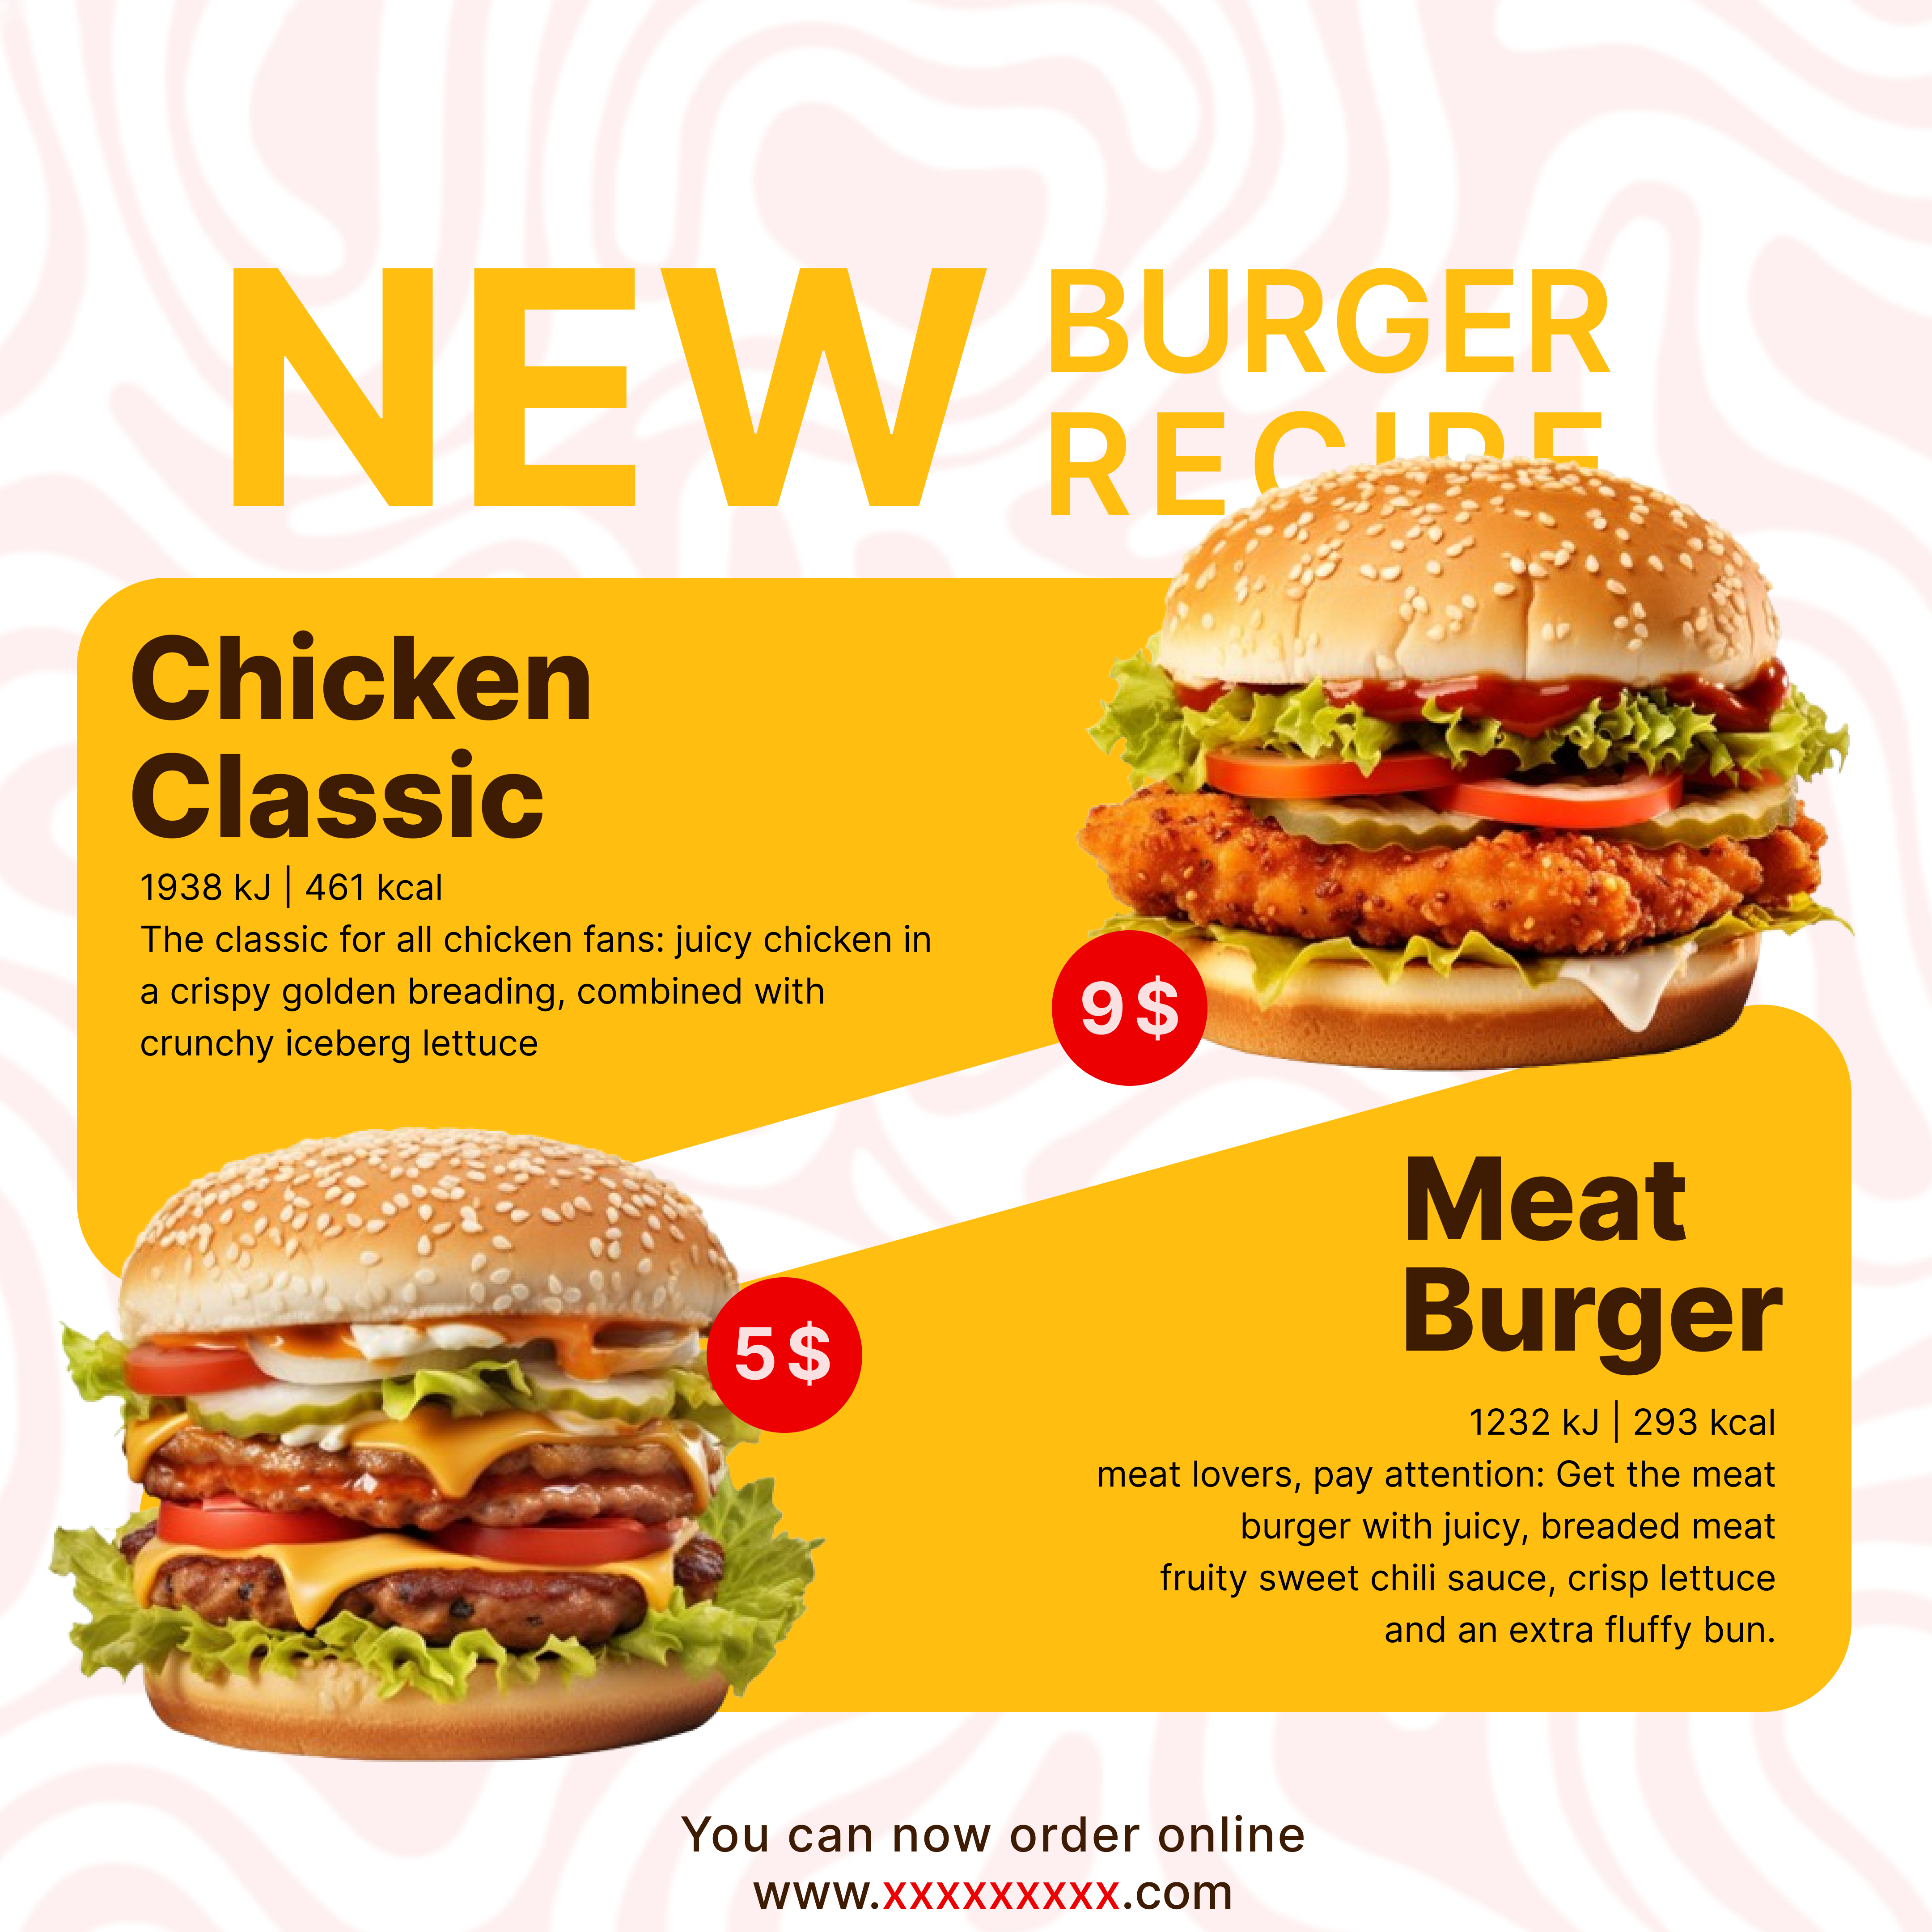 NEW
BURGER
RECIPE
Chicken
Classic
1938 kJ | 461 kcal
The classic for all chicken fans: juicy chicken in
a crispy golden breading, combined with
crunchy iceberg lettuce
9$
5$
Meat
Burger
1232 kJ | 293 kcal
meat lovers, pay attention: Get the meat
burger with juicy, breaded meat
fruity sweet chili sauce, crisp lettuce
and an extra fluffy bun.
You can now order online
www.xxxxxxxxx.com